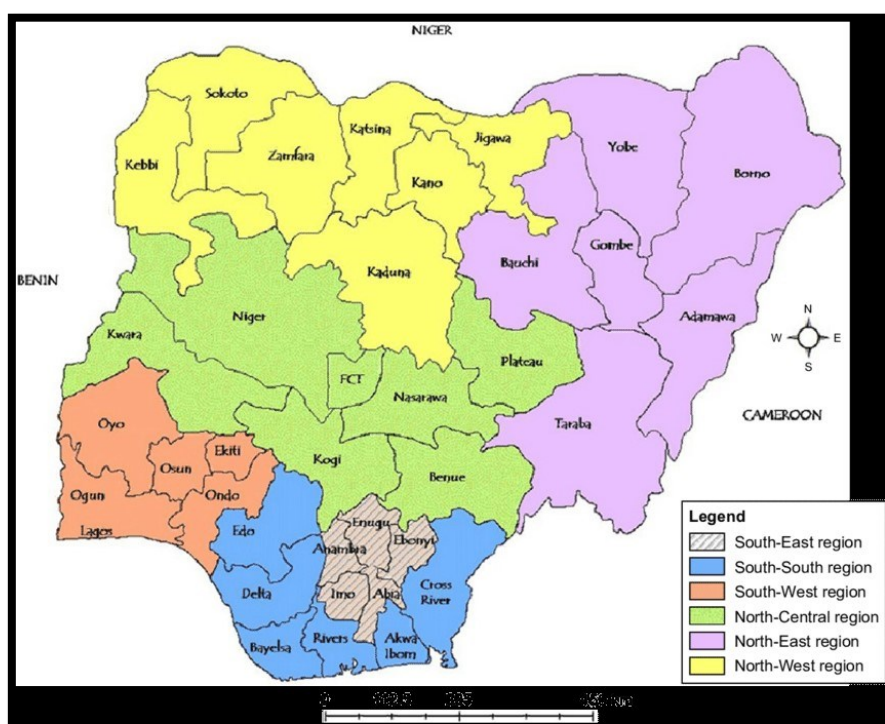 NIGER
Sokoto
Katsina
Jigawa
Yobe
Borno
Kebbi
Zamfara
Kano
Gombe
Bauchi
Kaduna
BENIN
Niger
Adamawa
N
W E
S
Kwara
Plateau
FCT
Nasarawa
CAMEROON
Oyo
Taraba
Ekiti
Osun
Kogi
Benue
Ogun
Ondo
Lagos
Edo
Enugu
Ebonyi
Anambra
Delta
Imo
Abia
Cross
River
Bayelsa
Rivers
Akwa
Ibom
Legend
South-East region
South-South region
South-West region
North-Central region
North-East region
North-West region
0